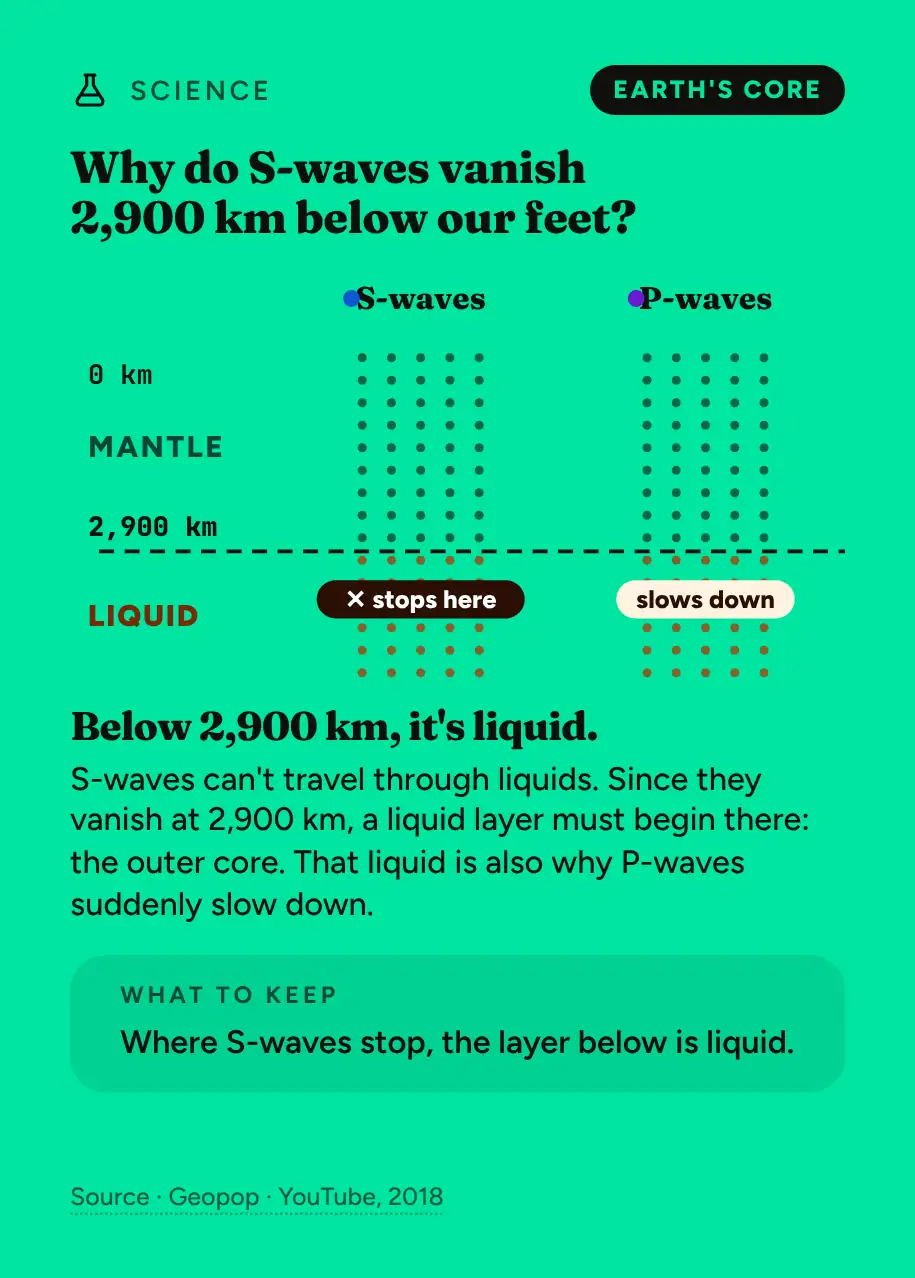 SCIENCE
EARTH'S CORE
Why do S-waves vanish
2,900 km below our feet?
S-waves
P-waves
0 km
MANTLE
2,900 km
✕ stops here
slows down
LIQUID
Below 2,900 km, it's liquid.
S-waves can't travel through liquids. Since they
vanish at 2,900 km, a liquid layer must begin there:
the outer core. That liquid is also why P-waves
suddenly slow down.
WHAT TO KEEP
Where S-waves stop, the layer below is liquid.
Source · Geopop · YouTube, 2018